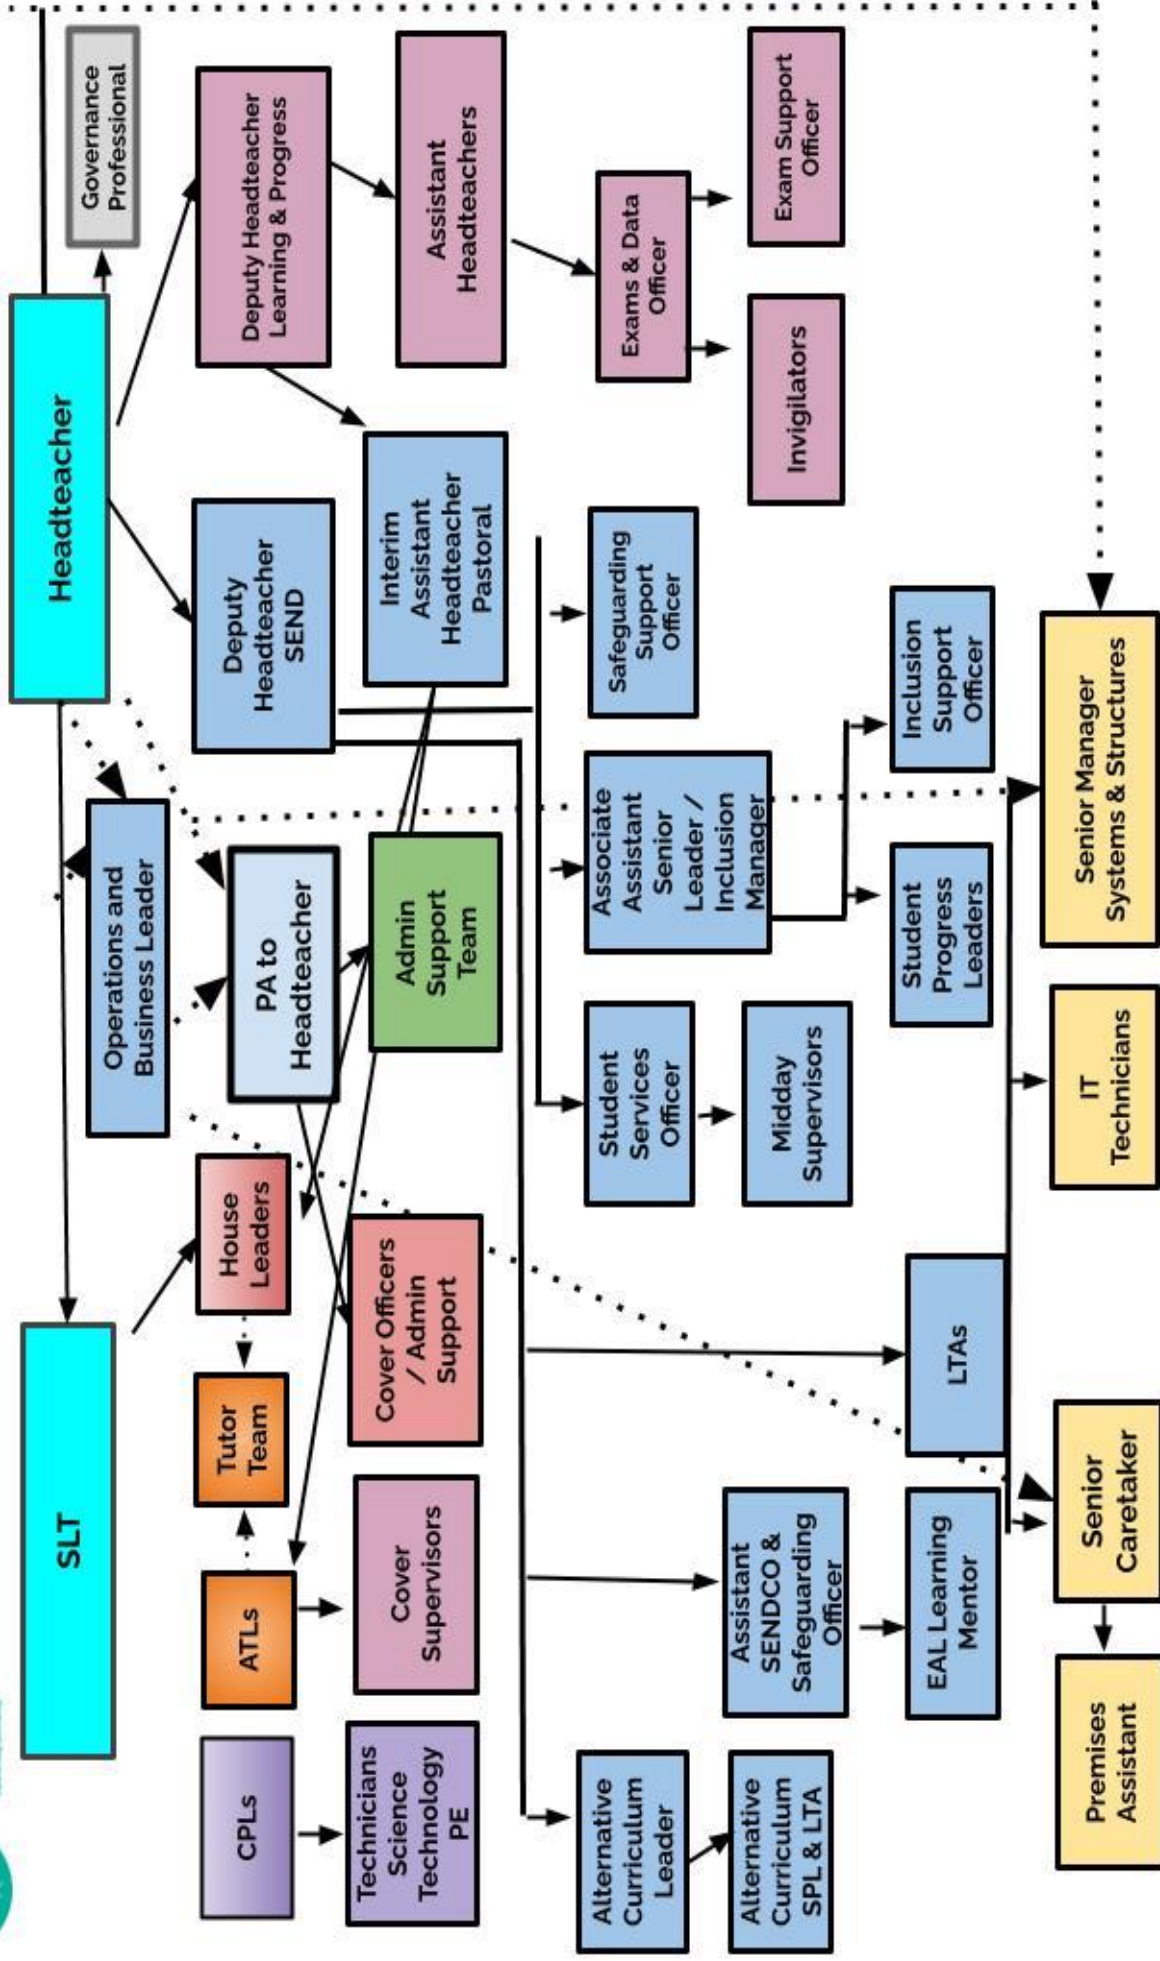 SLT
Headteacher
Governance
Professional
Operations and
Business Leader
CPLs
ATLs
Tutor
Team
House
Leaders
PA to
Headteacher
Deputy
Headteacher
SEND
Deputy Headteacher
Learning & Progress
Technicians
Science
Technology
PE
Cover
Supervisors
Cover Officers
/ Admin
Support
Admin
Support
Team
Interim
Assistant
Headteacher
Pastoral
Assistant
Headteachers
Alternative
Curriculum
Leader
Student
Services
Officer
Associate
Assistant
Senior
Leader /
Inclusion
Manager
Safeguarding
Support
Officer
Exams & Data
Officer
Alternative
Curriculum
SPL & LTA
Assistant
SENDCO &
Safeguarding
Officer
Midday
Supervisors
Invigilators
Exam Support
Officer
EAL Learning
Mentor
LTAs
Student
Progress
Leaders
Inclusion
Support
Officer
Premises
Assistant
Senior
Caretaker
IT
Technicians
Senior Manager
Systems & Structures